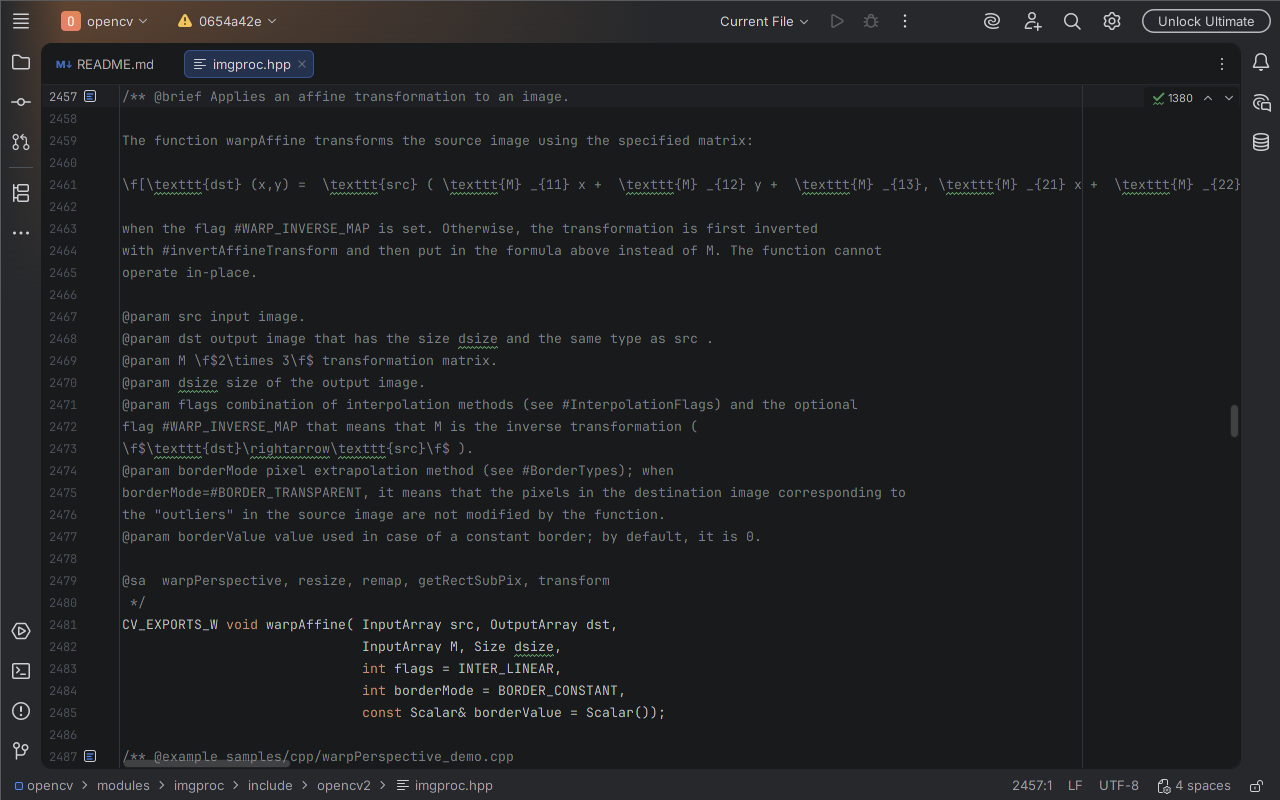 O opencv 0654a42e Current File Unlock Ultimate
M↓ README.md imgproc.hpp
2457 /** @brief Applies an affine transformation to an image. 1380
2458
2459 The function warpAffine transforms the source image using the specified matrix:
2460
2461 \f[\texttt{dst} (x,y) =  \texttt{src} ( \texttt{M} _{11} x +  \texttt{M} _{12} y +  \texttt{M} _{13}, \texttt{M} _{21} x +  \texttt{M} _{22}
2462
2463 when the flag #WARP_INVERSE_MAP is set. Otherwise, the transformation is first inverted
2464 with #invertAffineTransform and then put in the formula above instead of M. The function cannot
2465 operate in-place.
2466
2467 @param src input image.
2468 @param dst output image that has the size dsize and the same type as src .
2469 @param M \f$2\times 3\f$ transformation matrix.
2470 @param dsize size of the output image.
2471 @param flags combination of interpolation methods (see #InterpolationFlags) and the optional
2472 flag #WARP_INVERSE_MAP that means that M is the inverse transformation (
2473 \f$\texttt{dst}\rightarrow\texttt{src}\f$ ).
2474 @param borderMode pixel extrapolation method (see #BorderTypes); when
2475 borderMode=#BORDER_TRANSPARENT, it means that the pixels in the destination image corresponding to
2476 the "outliers" in the source image are not modified by the function.
2477 @param borderValue value used in case of a constant border; by default, it is 0.
2478
2479 @sa  warpPerspective, resize, remap, getRectSubPix, transform
2480  */
2481 CV_EXPORTS_W void warpAffine( InputArray src, OutputArray dst,
2482                               InputArray M, Size dsize,
2483                               int flags = INTER_LINEAR,
2484                               int borderMode = BORDER_CONSTANT,
2485                               const Scalar& borderValue = Scalar());
2486
2487 /** @example samples/cpp/warpPerspective_demo.cpp
opencv > modules > imgproc > include > opencv2 > imgproc.hpp 2457:1 LF UTF-8 4 spaces